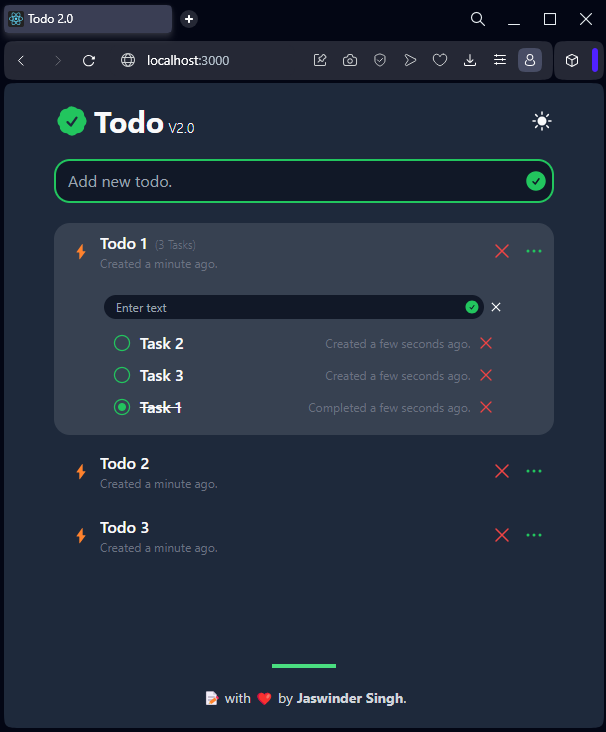 Todo 2.0
localhost:3000
Todo V2.0
Add new todo.
Todo 1 (3 Tasks)
Created a minute ago.
Enter text
Task 2 Created a few seconds ago.
Task 3 Created a few seconds ago.
Task 1 Completed a few seconds ago.
Todo 2
Created a minute ago.
Todo 3
Created a minute ago.
📝 with ❤️ by Jaswinder Singh.